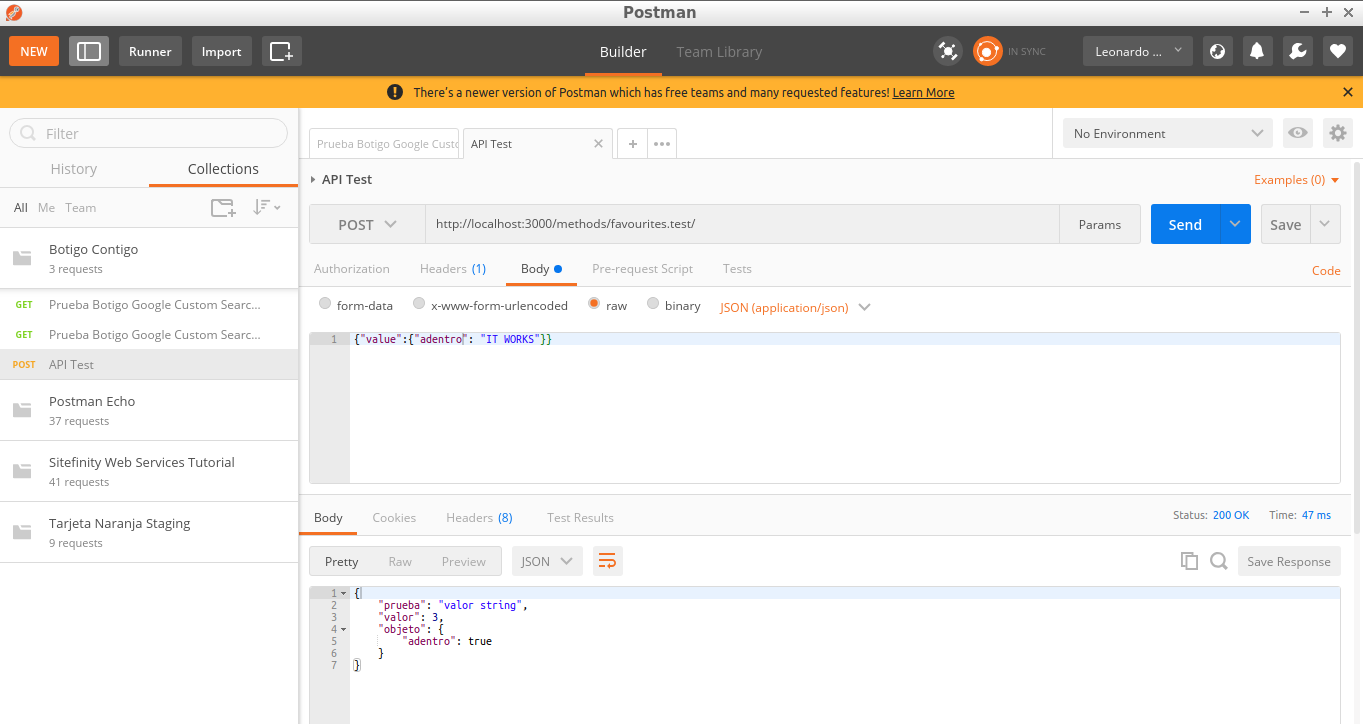 Postman
NEW Runner Import Builder Team Library IN SYNC Leonardo ...
There's a newer version of Postman which has free teams and many requested features! Learn More
Filter
History Collections
All Me Team
Botigo Contigo
3 requests
GET Prueba Botigo Google Custom Searc...
GET Prueba Botigo Google Custom Searc...
POST API Test
Postman Echo
37 requests
Sitefinity Web Services Tutorial
41 requests
Tarjeta Naranja Staging
9 requests
Prueba Botigo Google Custo API Test
No Environment
API Test Examples (0)
POST http://localhost:3000/methods/favourites.test/ Params Send Save
Authorization Headers (1) Body Pre-request Script Tests Code
form-data x-www-form-urlencoded raw binary JSON (application/json)
1 {"value":{"adentro": "IT WORKS"}}
Body Cookies Headers (8) Test Results Status: 200 OK Time: 47 ms
Pretty Raw Preview JSON Save Response
1 {
2 "prueba": "valor string",
3 "valor": 3,
4 "objeto": {
5 "adentro": true
6 }
7 }